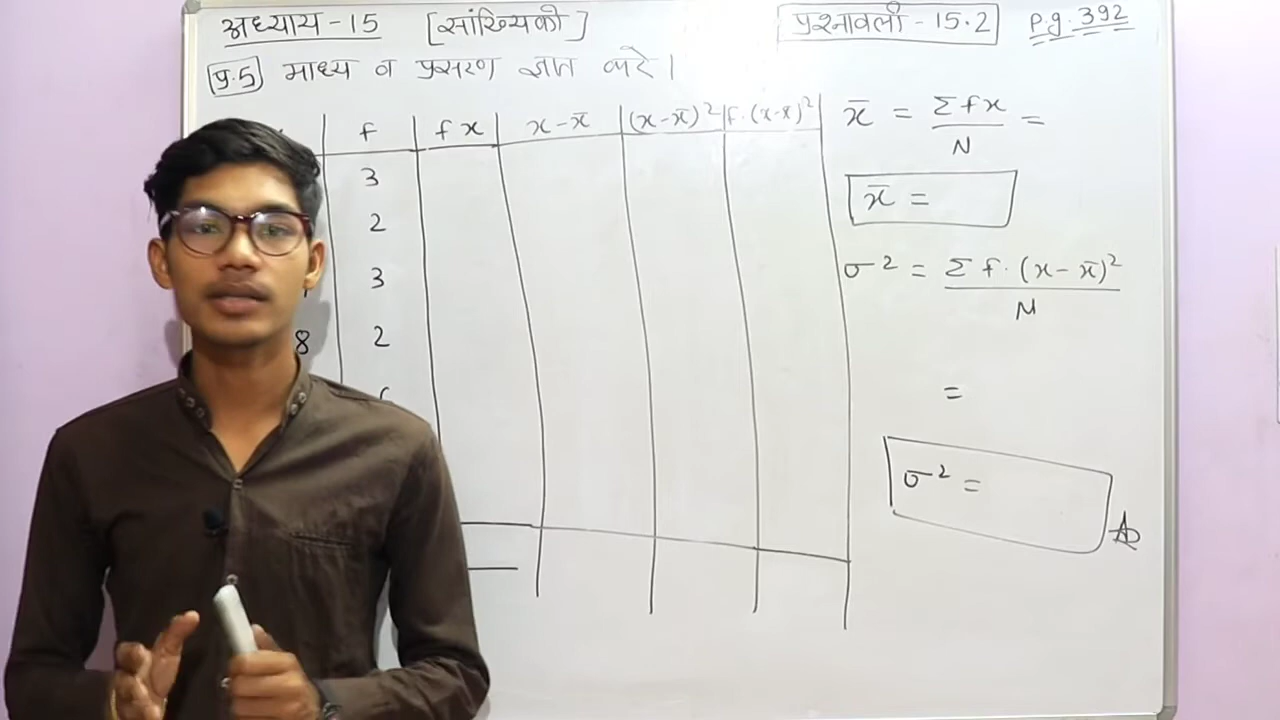 अध्याय - 15 [सांख्यिकी] प्रश्नावली - 15.2 P.g. 392
प्र.5) माध्य व प्रसरण ज्ञात करे।
f fx x-x̄ (x-x̄)² f.(x-x̄)²
3
2
3
8 2
x̄ = Σfx/N =
x̄ =
σ² = Σ f. (x-x̄)²/N
=
σ² =